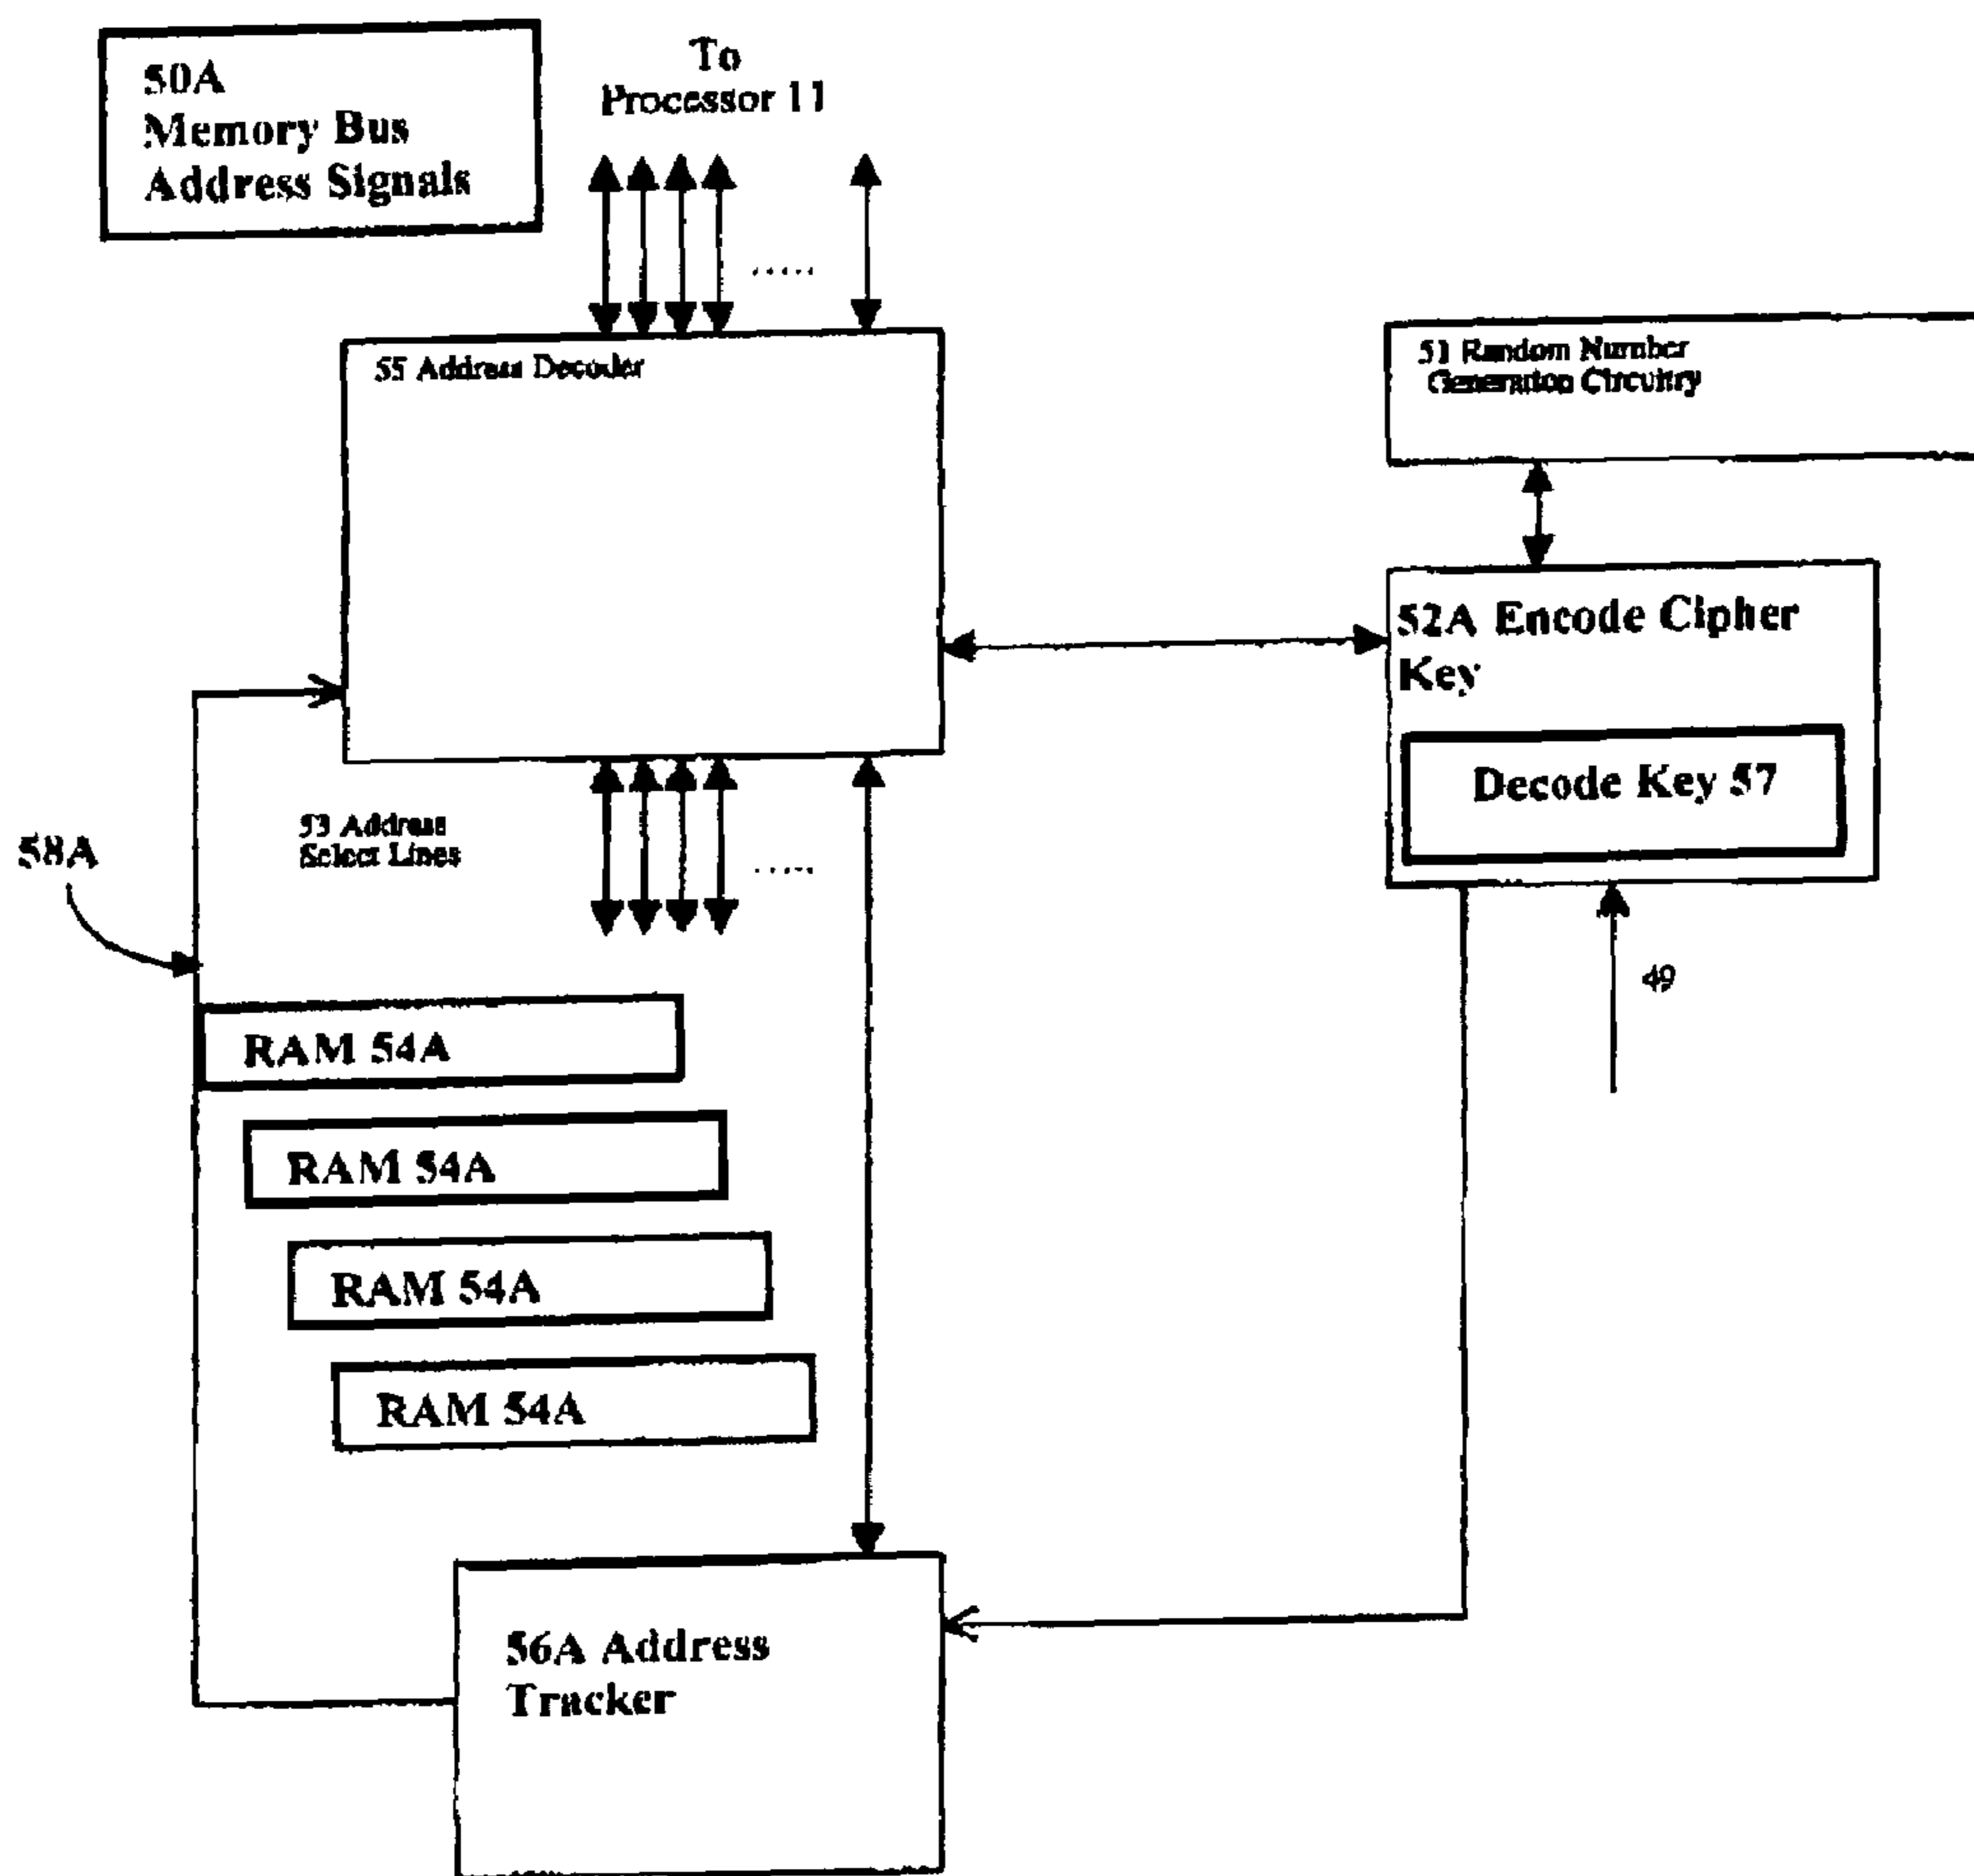 50A
Memory Bus
Address Signals
To
Processor 11
55 Address Decoder
51 Random Number
Generation Circuitry
52A Encode Cipher
Key
Decode Key 57
53 Address
Select Lines
58A
49
RAM 54A
RAM 54A
RAM 54A
RAM 54A
56A Address
Tracker